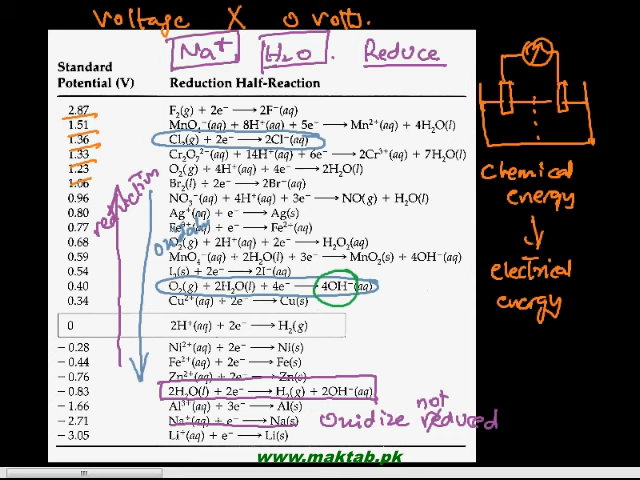 voltage X 0 volt.
Na⁺ H₂O Reduce
Standard
Potential (V) Reduction Half-Reaction
2.87 F₂(g) + 2e⁻ ⟶ 2F⁻(aq)
1.51 MnO₄⁻(aq) + 8H⁺(aq) + 5e⁻ ⟶ Mn²⁺(aq) + 4H₂O(l)
1.36 Cl₂(g) + 2e⁻ ⟶ 2Cl⁻(aq)
1.33 Cr₂O₇²⁻(aq) + 14H⁺(aq) + 6e⁻ ⟶ 2Cr³⁺(aq) + 7H₂O(l)
1.23 O₂(g) + 4H⁺(aq) + 4e⁻ ⟶ 2H₂O(l)
1.06 Br₂(l) + 2e⁻ ⟶ 2Br⁻(aq)
0.96 NO₃⁻(aq) + 4H⁺(aq) + 3e⁻ ⟶ NO(g) + H₂O(l)
0.80 Ag⁺(aq) + e⁻ ⟶ Ag(s)
0.77 Fe³⁺(aq) + e⁻ ⟶ Fe²⁺(aq)
0.68 O₂(g) + 2H⁺(aq) + 2e⁻ ⟶ H₂O₂(aq)
0.59 MnO₄⁻(aq) + 2H₂O(l) + 3e⁻ ⟶ MnO₂(s) + 4OH⁻(aq)
0.54 I₂(s) + 2e⁻ ⟶ 2I⁻(aq)
0.40 O₂(g) + 2H₂O(l) + 4e⁻ ⟶ 4OH⁻(aq)
0.34 Cu²⁺(aq) + 2e⁻ ⟶ Cu(s)
0 2H⁺(aq) + 2e⁻ ⟶ H₂(g)
−0.28 Ni²⁺(aq) + 2e⁻ ⟶ Ni(s)
−0.44 Fe²⁺(aq) + 2e⁻ ⟶ Fe(s)
−0.76 Zn²⁺(aq) + 2e⁻ ⟶ Zn(s)
−0.83 2H₂O(l) + 2e⁻ ⟶ H₂(g) + 2OH⁻(aq)
−1.66 Al³⁺(aq) + 3e⁻ ⟶ Al(s)
−2.71 Na⁺(aq) + e⁻ ⟶ Na(s)
−3.05 Li⁺(aq) + e⁻ ⟶ Li(s)
reduction
not
Oxidize reduced
chemical
energy
↓
electrical
energy
www.maktab.pk